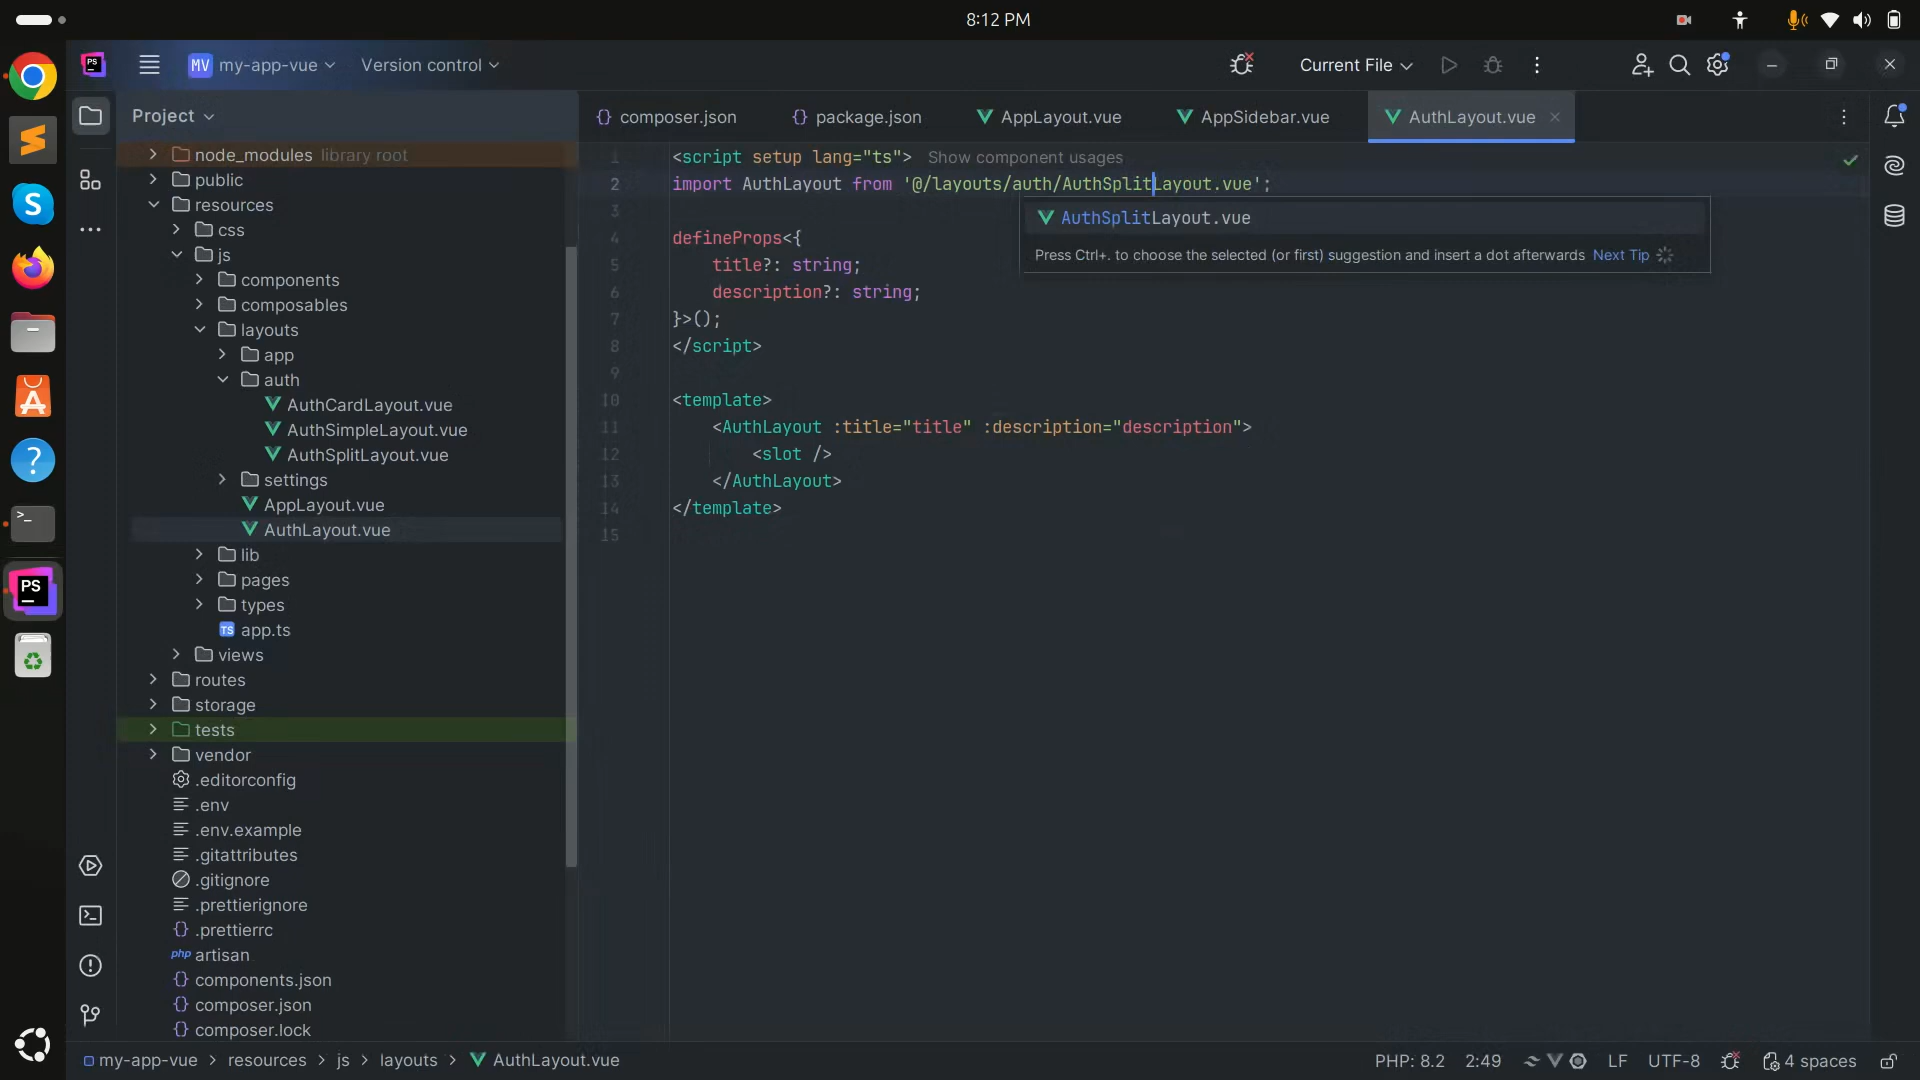 8:12 PM
PS
MV my-app-vue
Version control
Current File
Project
composer.json
package.json
AppLayout.vue
AppSidebar.vue
AuthLayout.vue
node_modules library root
public
resources
css
js
components
composables
layouts
app
auth
AuthCardLayout.vue
AuthSimpleLayout.vue
AuthSplitLayout.vue
settings
AppLayout.vue
AuthLayout.vue
lib
pages
types
TS app.ts
views
routes
storage
tests
vendor
.editorconfig
.env
.env.example
.gitattributes
.gitignore
.prettierignore
{} .prettierrc
php artisan
{} components.json
{} composer.json
{} composer.lock
1 <script setup lang="ts"> Show component usages
2 import AuthLayout from '@/layouts/auth/AuthSplitLayout.vue';
3
4 defineProps<{
5 title?: string;
6 description?: string;
7 }>();
8 </script>
9
10 <template>
11 <AuthLayout :title="title" :description="description">
12 <slot />
13 </AuthLayout>
14 </template>
15
AuthSplitLayout.vue
Press Ctrl+. to choose the selected (or first) suggestion and insert a dot afterwards Next Tip
S
A
?
>_
PS
my-app-vue > resources > js > layouts > AuthLayout.vue
PHP: 8.2
2:49
LF
UTF-8
4 spaces